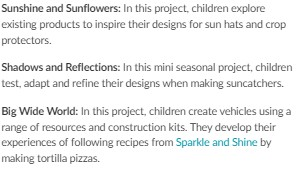 Sunshine and Sunflowers: In this project, children explore
existing products to inspire their designs for sun hats and crop
protectors.
Shadows and Reflections: In this mini seasonal project, children
test, adapt and refine their designs when making suncatchers.
Big Wide World: In this project, children create vehicles using a
range of resources and construction kits. They develop their
experiences of following recipes from Sparkle and Shine by
making tortilla pizzas.